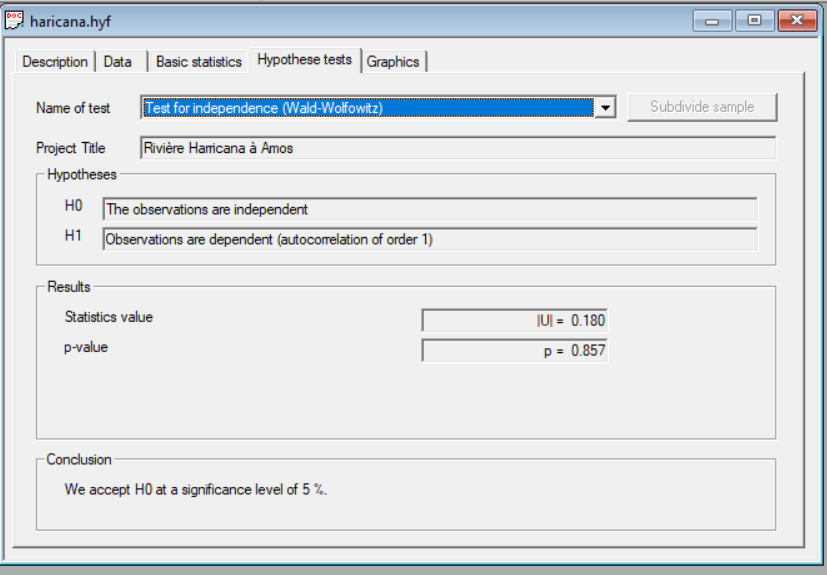 DOC
haricana.hyf
Description Data Basic statistics Hypothese tests Graphics
Name of test Test for independence (Wald-Wolfowitz) Subdivide sample
Project Title Rivière Harricana à Amos
Hypotheses
H0 The observations are independent
H1 Observations are dependent (autocorrelation of order 1)
Results
Statistics value |U| = 0.180
p-value p = 0.857
Conclusion
We accept H0 at a significance level of 5 %.